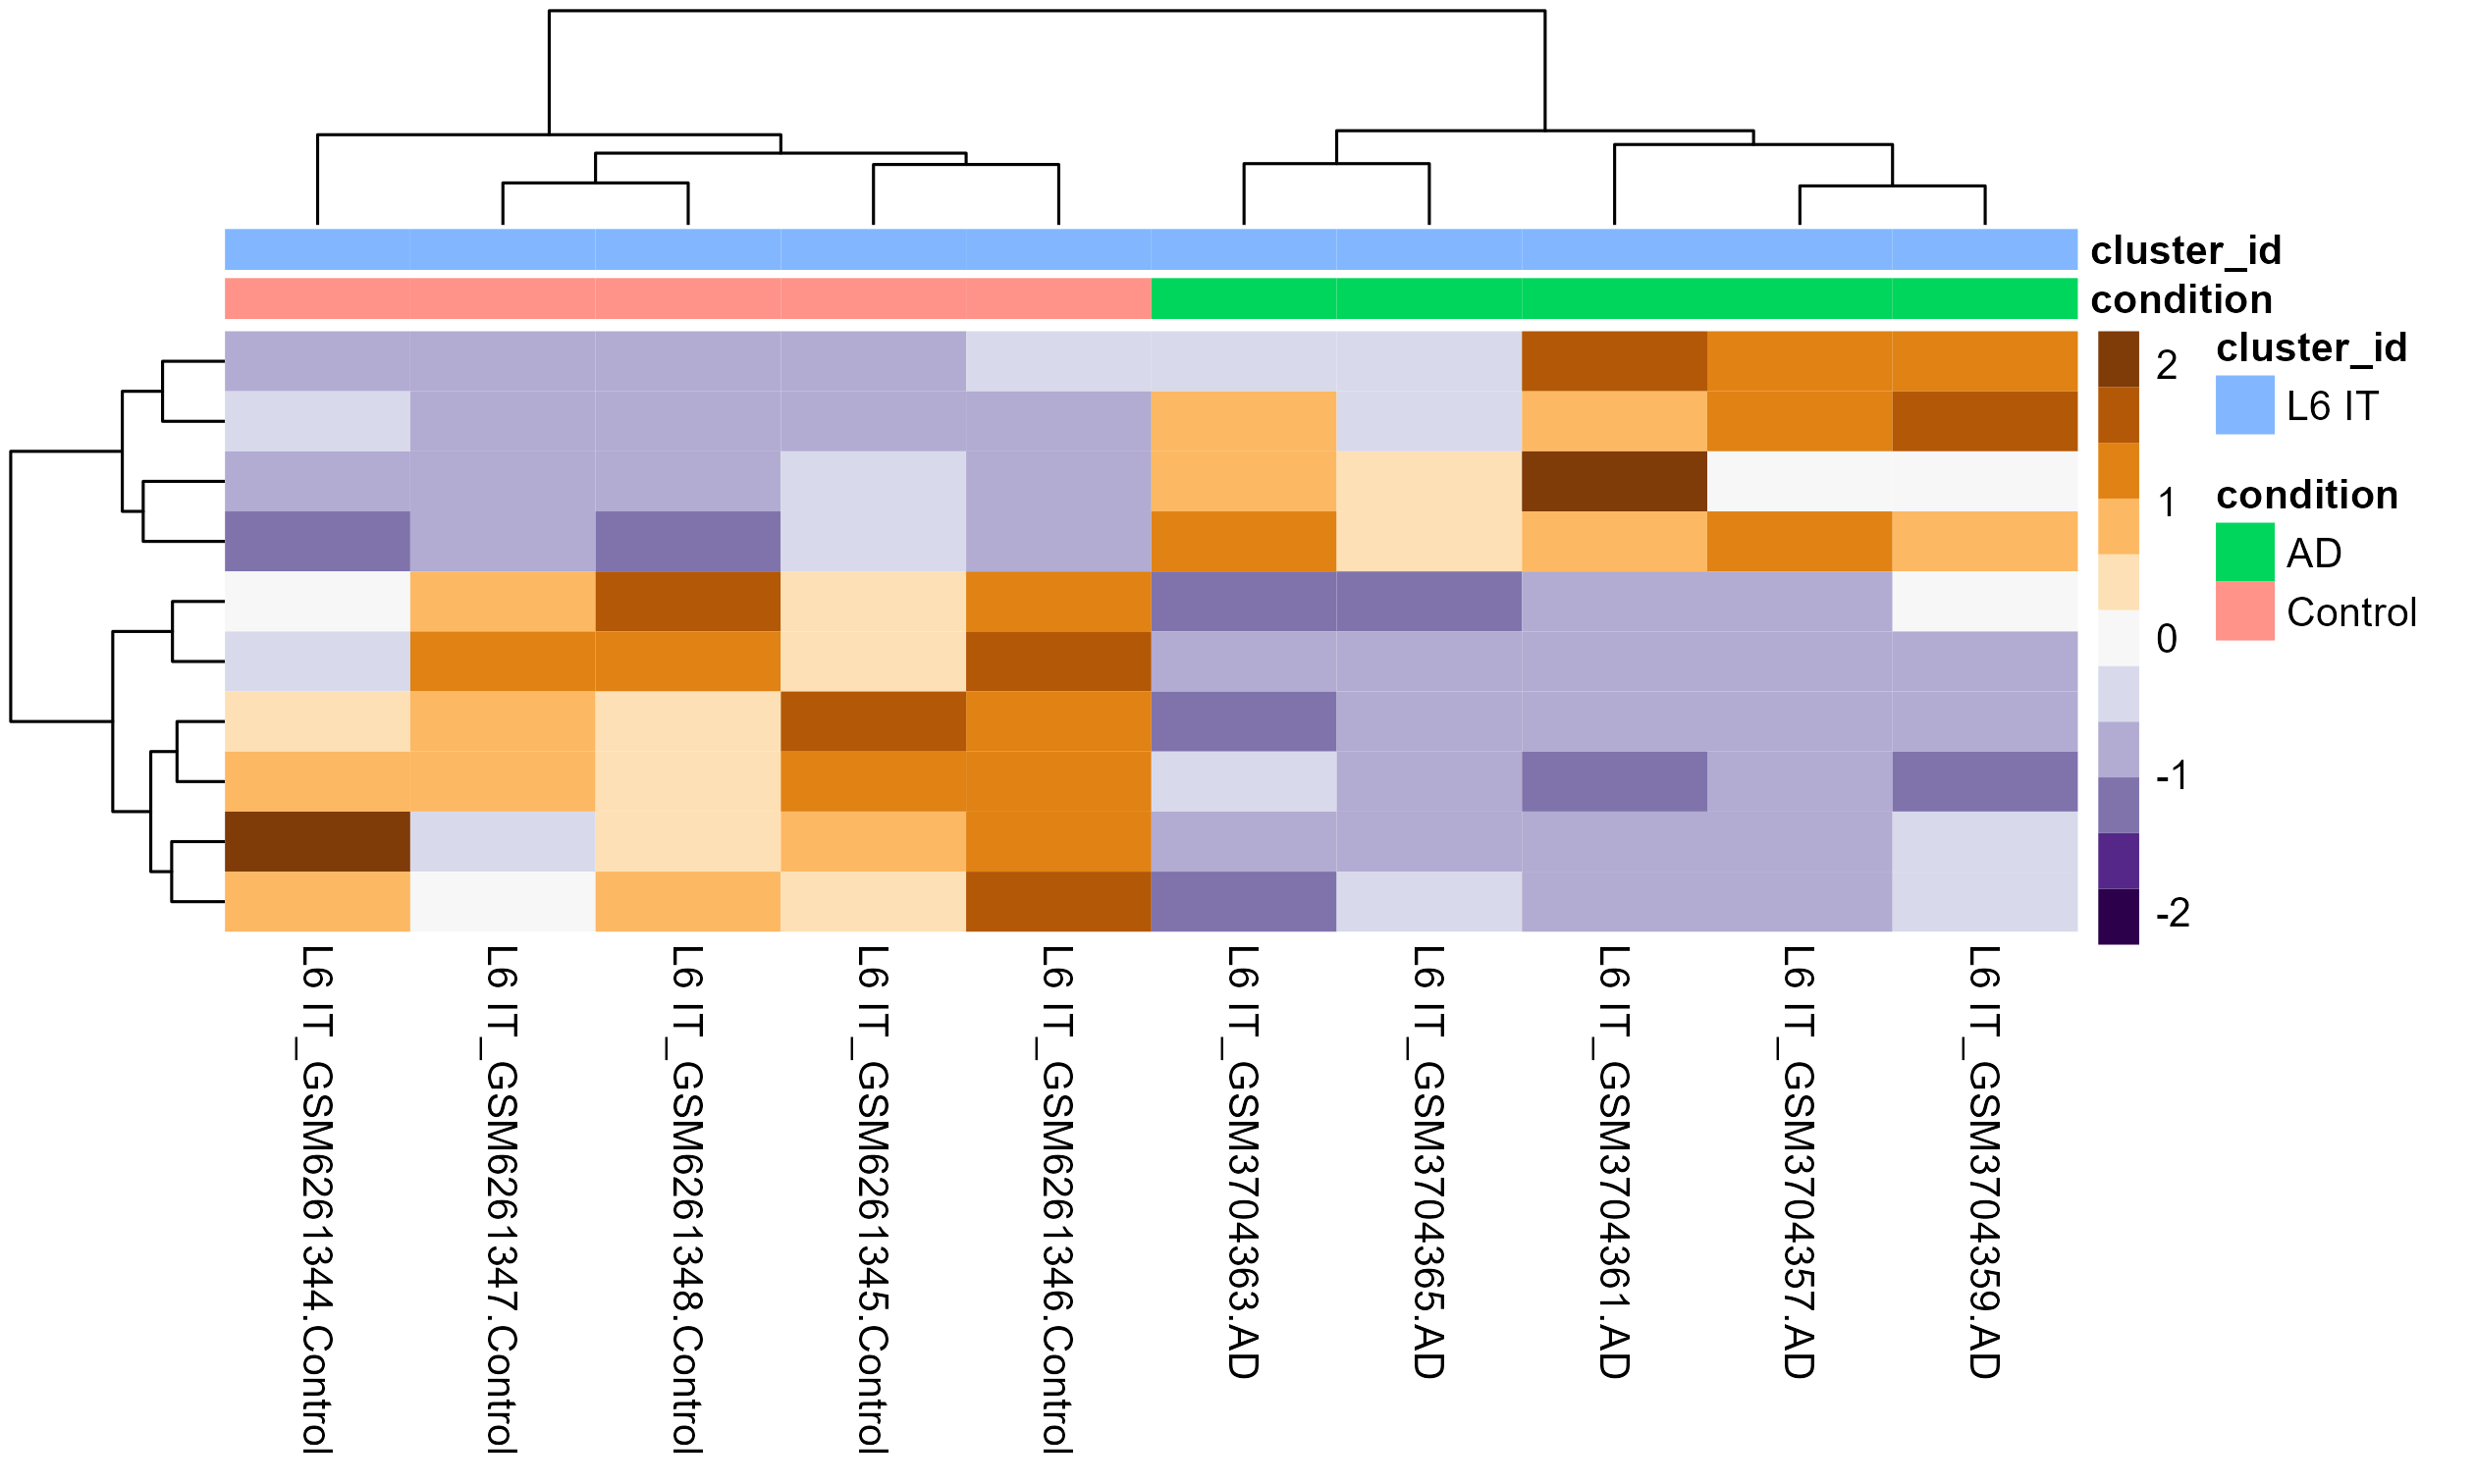 cluster_id
condition
2
1
0
-1
-2
cluster_id
L6 IT
condition
AD
Control
L6 IT_GSM6261344.Control
L6 IT_GSM6261347.Control
L6 IT_GSM6261348.Control
L6 IT_GSM6261345.Control
L6 IT_GSM6261346.Control
L6 IT_GSM3704363.AD
L6 IT_GSM3704365.AD
L6 IT_GSM3704361.AD
L6 IT_GSM3704357.AD
L6 IT_GSM3704359.AD